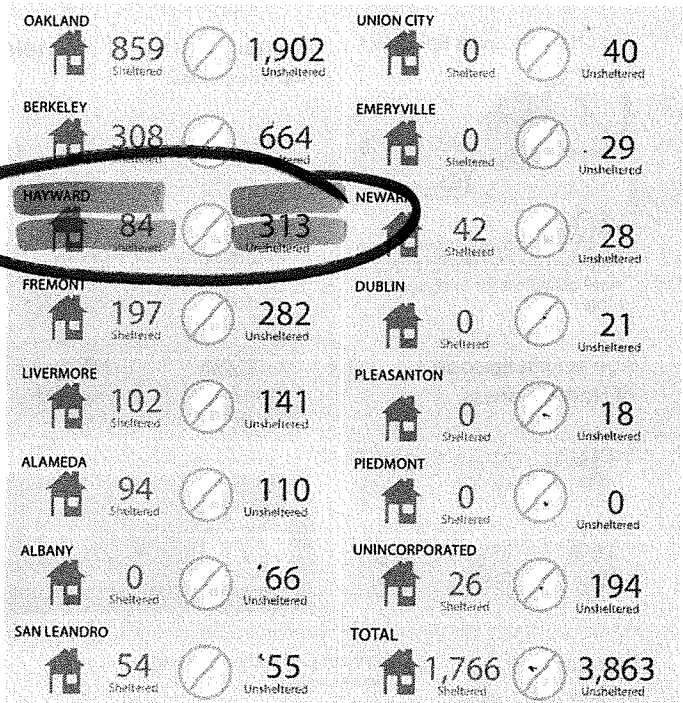 OAKLAND
859 1,902
Sheltered Unsheltered
BERKELEY
308 664
HAYWARD
84 313
Sheltered Unsheltered
FREMONT
197 282
Sheltered Unsheltered
LIVERMORE
102 141
Sheltered Unsheltered
ALAMEDA
94 110
Sheltered Unsheltered
ALBANY
0 66
Sheltered Unsheltered
SAN LEANDRO
54 55
Sheltered Unsheltered
UNION CITY
0 40
Sheltered Unsheltered
EMERYVILLE
0 29
Sheltered Unsheltered
NEWARK
42 28
Sheltered Unsheltered
DUBLIN
0 21
Sheltered Unsheltered
PLEASANTON
0 18
Sheltered Unsheltered
PIEDMONT
0 0
Sheltered Unsheltered
UNINCORPORATED
26 194
Sheltered Unsheltered
TOTAL
1,766 3,863
Sheltered Unsheltered